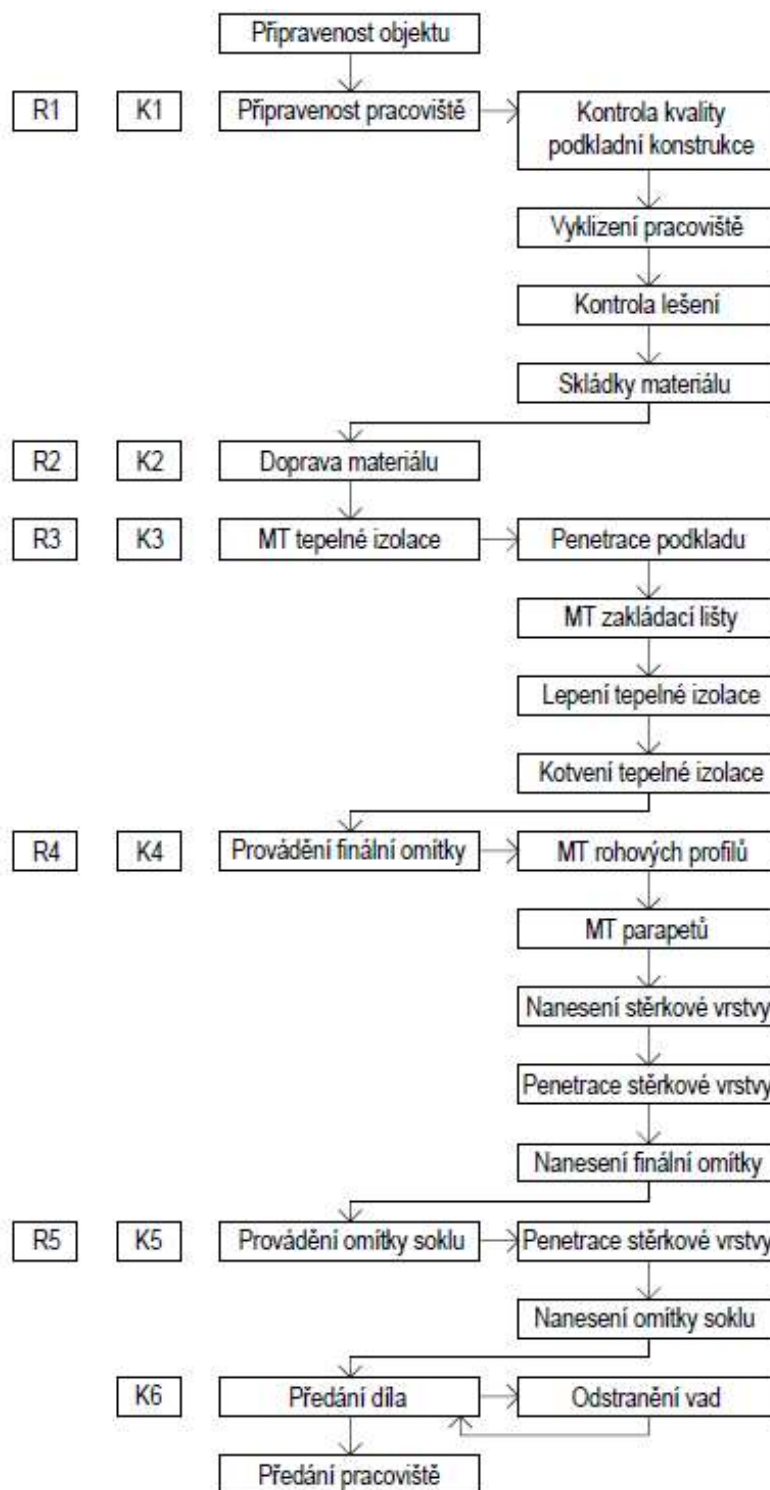 Připravenost objektu
R1 K1 Připravenost pracoviště Kontrola kvality
podkladní konstrukce
Vyklizení pracoviště
Kontrola lešení
Skládky materiálu
R2 K2 Doprava materiálu
R3 K3 MT tepelné izolace Penetrace podkladu
MT zakládací lišty
Lepení tepelné izolace
Kotvení tepelné izolace
R4 K4 Provádění finální omítky MT rohových profilů
MT parapetů
Nanesení stěrkové vrstvy
Penetrace stěrkové vrstvy
Nanesení finální omítky
R5 K5 Provádění omítky soklu Penetrace stěrkové vrstvy
Nanesení omítky soklu
K6 Předání díla Odstranění vad
Předání pracoviště